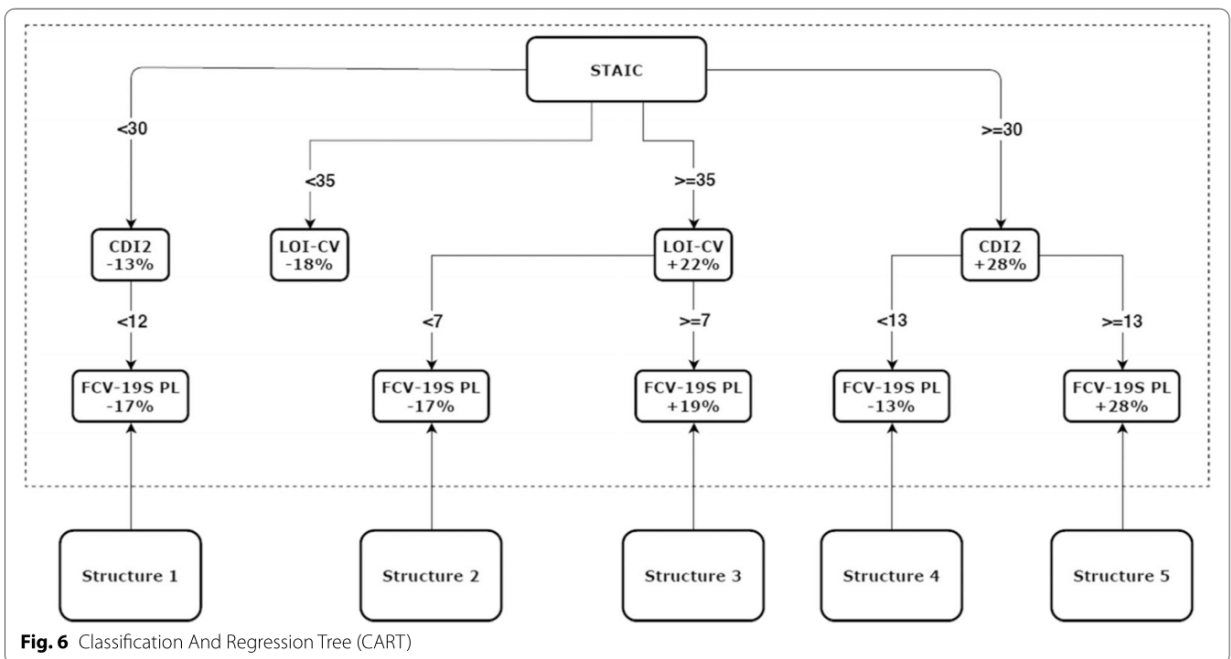 STAIC
<30
>=30
<35
>=35
CDI2
-13%
LOI-CV
-18%
LOI-CV
+22%
CDI2
+28%
<12
<7
>=7
<13
>=13
FCV-19S PL
-17%
FCV-19S PL
-17%
FCV-19S PL
+19%
FCV-19S PL
-13%
FCV-19S PL
+28%
Structure 1
Structure 2
Structure 3
Structure 4
Structure 5
Fig. 6 Classification And Regression Tree (CART)